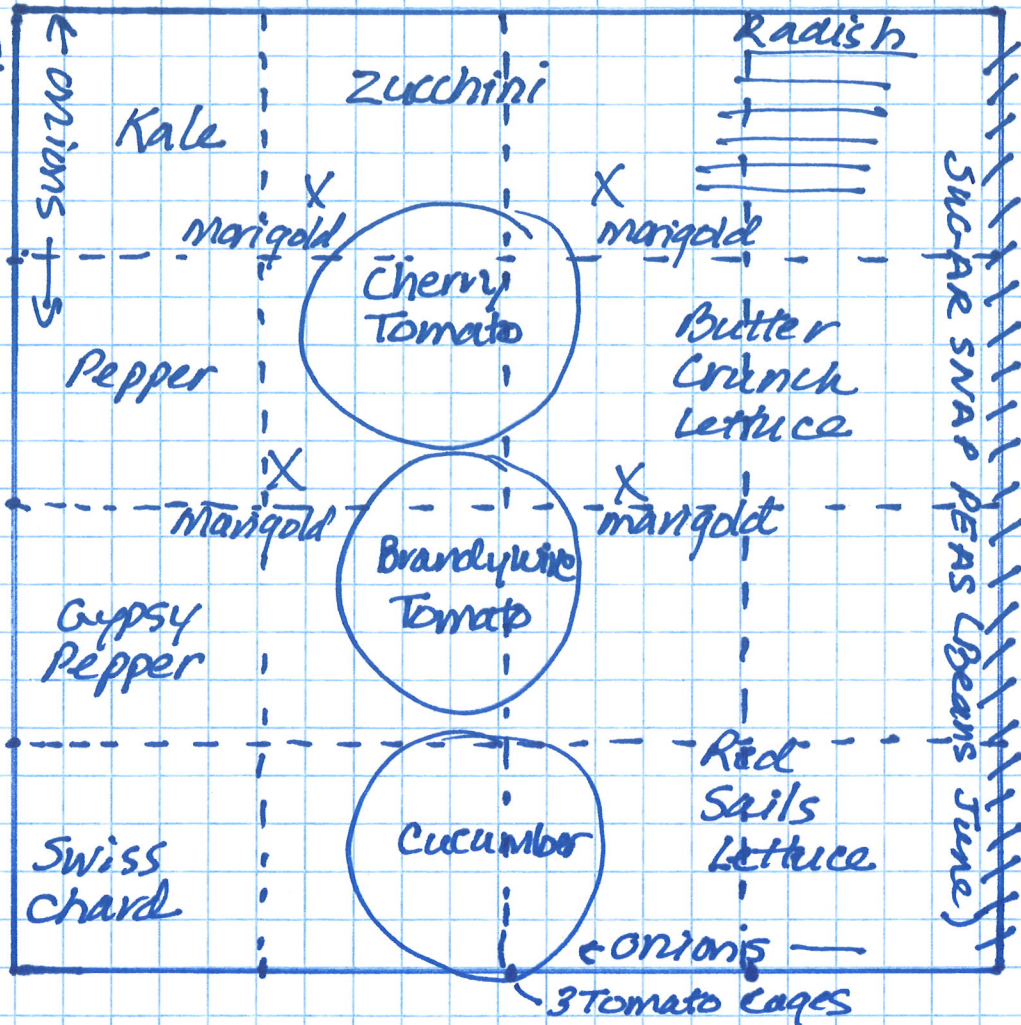 Radish
Zucchini
Kale
onions
Marigold
marigold
Cherry
Tomato
Butter
Crunch
Lettuce
Pepper
SUGAR SNAP PEAS (Beans June)
X
X
X
X
Marigold
marigold
Brandywine
Tomato
Gypsy
Pepper
Red
Sails
Lettuce
Cucumber
Swiss
chard
onions
3 Tomato Cages